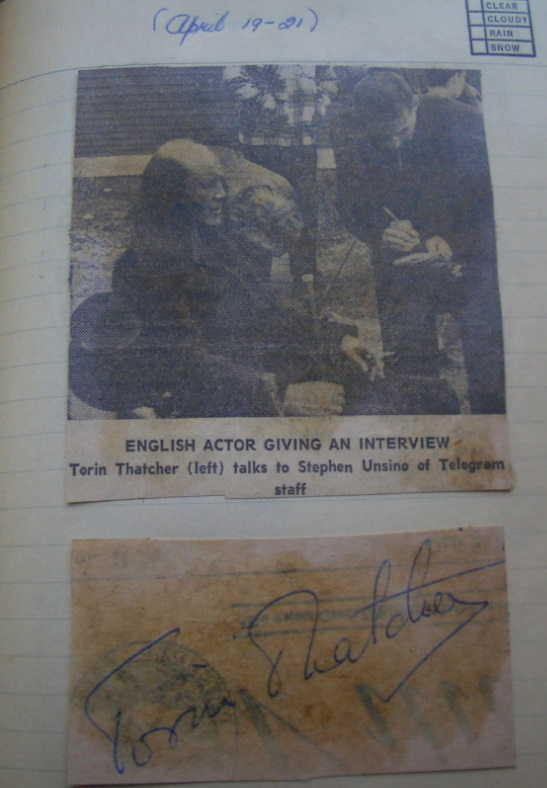 (April 19-21)
CLEAR
CLOUDY
RAIN
SNOW
ENGLISH ACTOR GIVING AN INTERVIEW
Torin Thatcher (left) talks to Stephen Unsino of Telegram
staff
Torin Thatcher